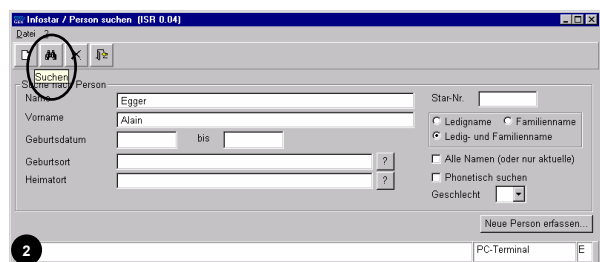 Infostar / Person suchen (ISR 0.04)
Datei ?
Suchen
Suche nach Person
Name Egger
Vorname Alain
Geburtsdatum bis
Geburtsort ?
Heimatort ?
Star-Nr.
Ledigname Familienname
Ledig- und Familienname
Alle Namen (oder nur aktuelle)
Phonetisch suchen
Geschlecht
Neue Person erfassen...
2
PC-Terminal E